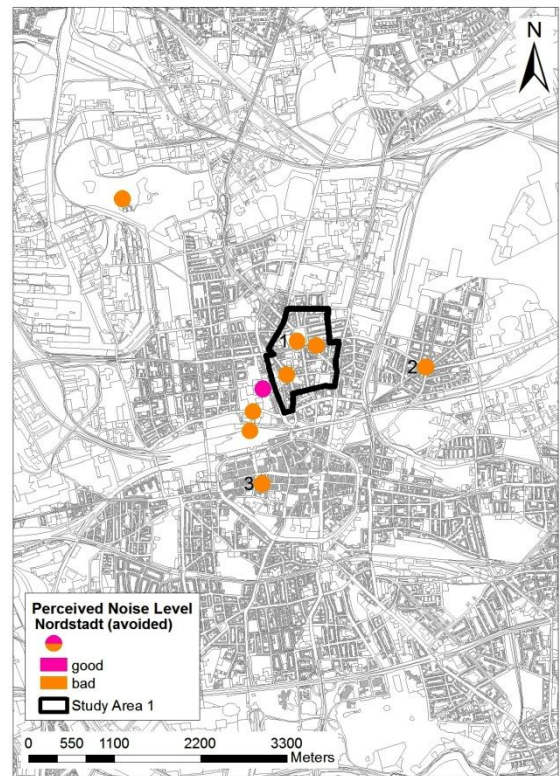 N
1
2
3
Perceived Noise Level
Nordstadt (avoided)
good
bad
Study Area 1
0 550 1100 2200 3300
Meters